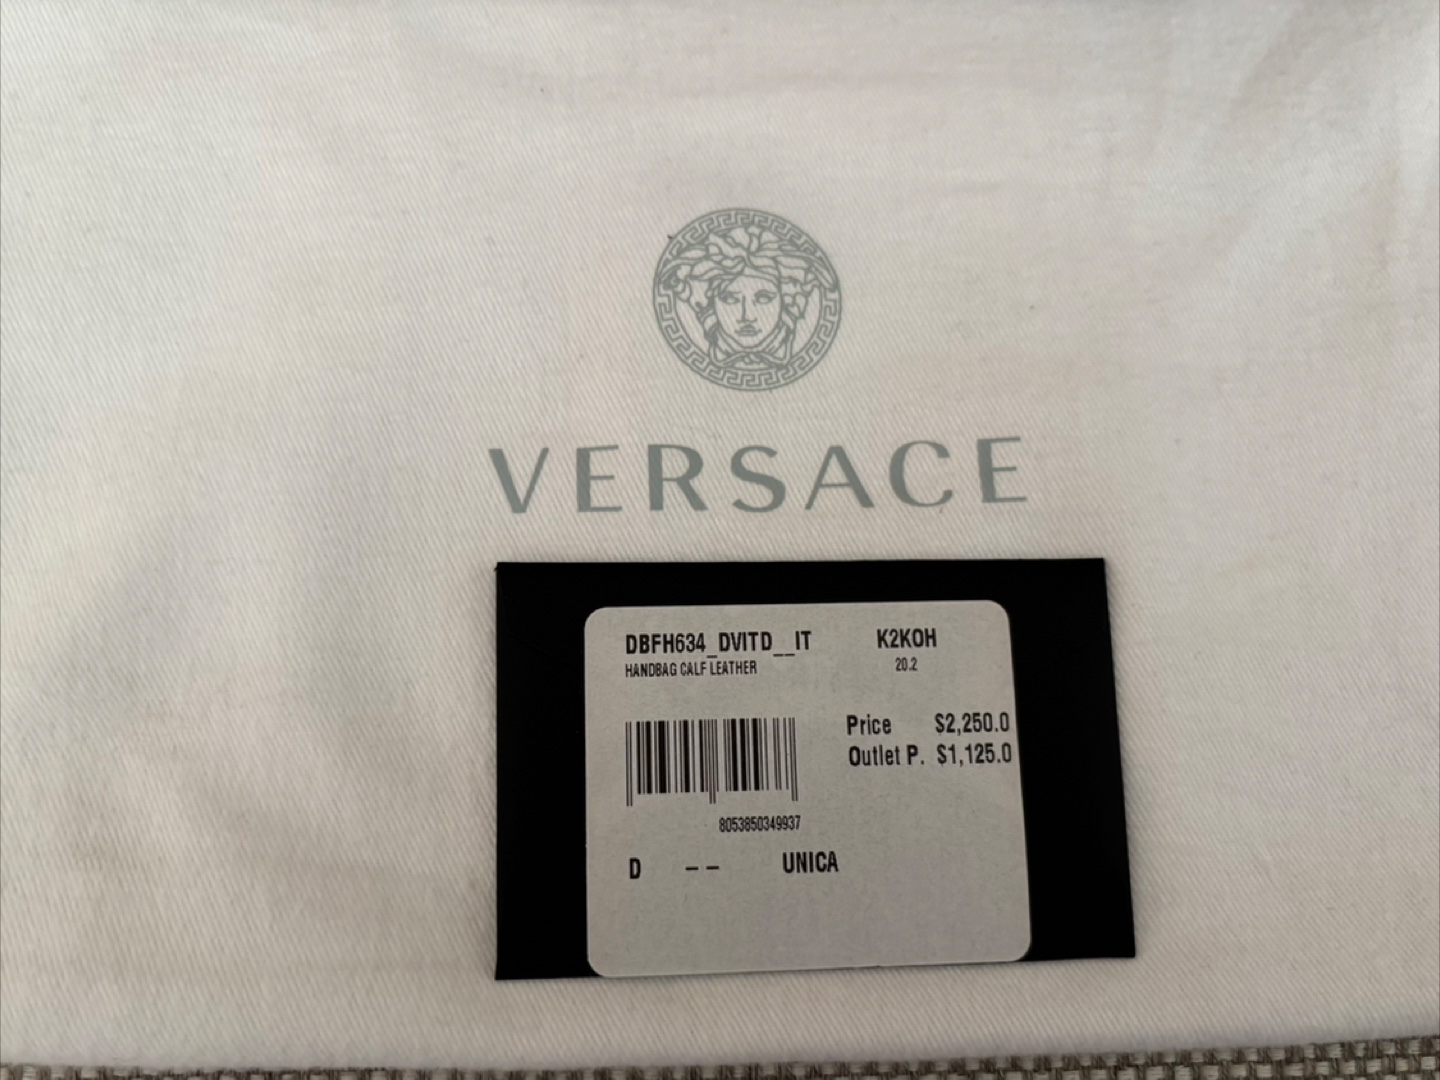 VERSACE
DBFH634_DVITD__IT K2KOH
HANDBAG CALF LEATHER 20.2
Price $2,250.0
Outlet P. $1,125.0
8053850349937
D -- UNICA